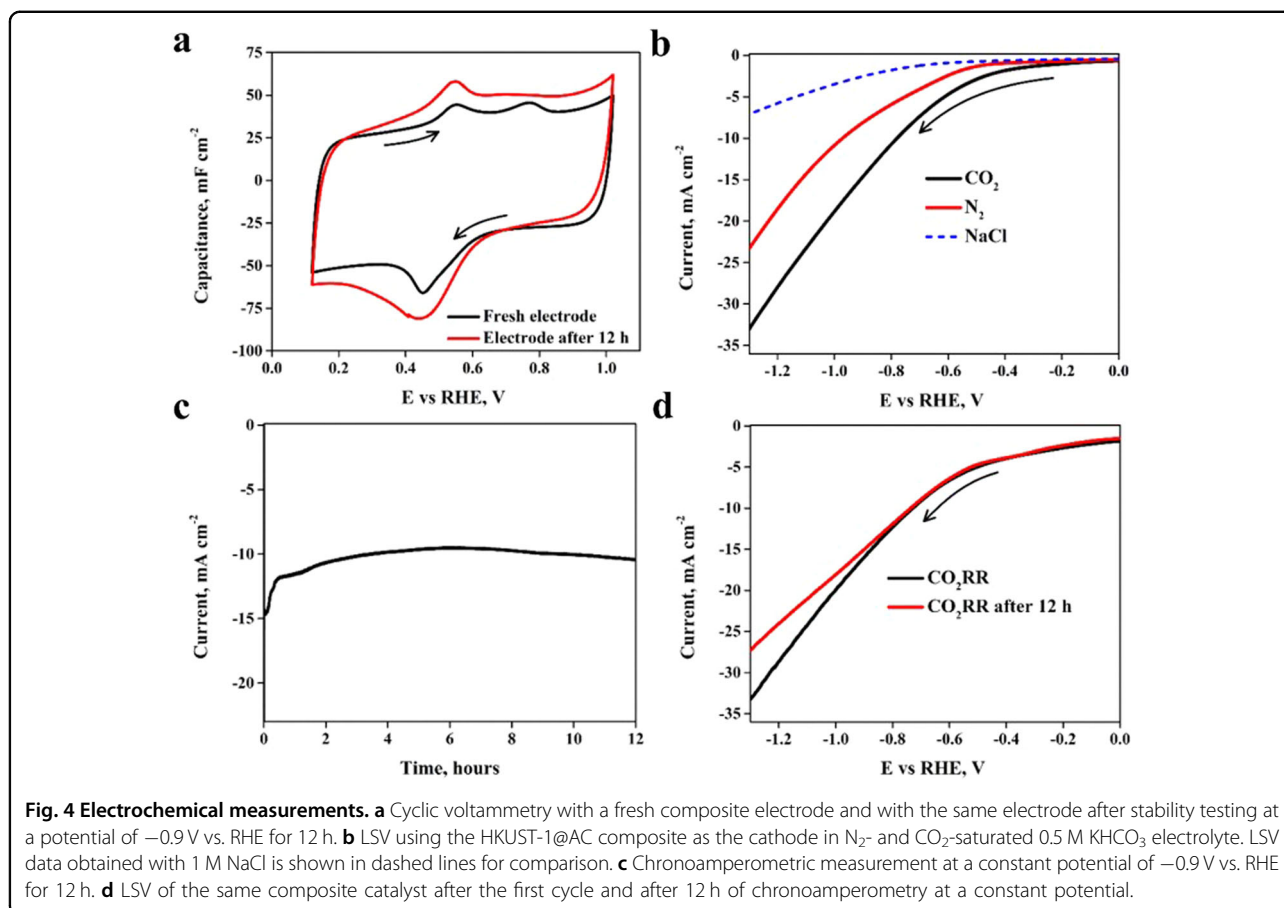 a
75
50
25
0
-25
-50
-75
-100
Capacitance, mF cm⁻²
Fresh electrode
Electrode after 12 h
0.0 0.2 0.4 0.6 0.8 1.0
E vs RHE, V
b
0
-5
-10
-15
-20
-25
-30
-35
Current, mA cm⁻²
CO₂
N₂
NaCl
-1.2 -1.0 -0.8 -0.6 -0.4 -0.2 0.0
E vs RHE, V
c
0
-5
-10
-15
-20
Current, mA cm⁻²
0 2 4 6 8 10 12
Time, hours
d
0
-5
-10
-15
-20
-25
-30
-35
Current, mA cm⁻²
CO₂RR
CO₂RR after 12 h
-1.2 -1.0 -0.8 -0.6 -0.4 -0.2 0.0
E vs RHE, V
Fig. 4 Electrochemical measurements. a Cyclic voltammetry with a fresh composite electrode and with the same electrode after stability testing at
a potential of −0.9 V vs. RHE for 12 h. b LSV using the HKUST-1@AC composite as the cathode in N₂- and CO₂-saturated 0.5 M KHCO₃ electrolyte. LSV
data obtained with 1 M NaCl is shown in dashed lines for comparison. c Chronoamperometric measurement at a constant potential of −0.9 V vs. RHE
for 12 h. d LSV of the same composite catalyst after the first cycle and after 12 h of chronoamperometry at a constant potential.